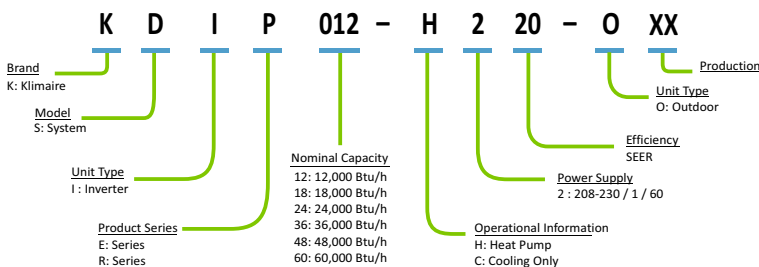 K D I P 012 – H 2 20 – O XX
Brand
K: Klimaire
Model
S: System
Unit Type
I : Inverter
Product Series
E: Series
R: Series
Nominal Capacity
12: 12,000 Btu/h
18: 18,000 Btu/h
24: 24,000 Btu/h
36: 36,000 Btu/h
48: 48,000 Btu/h
60: 60,000 Btu/h
Operational Information
H: Heat Pump
C: Cooling Only
Power Supply
2 : 208-230 / 1 / 60
Efficiency
SEER
Unit Type
O: Outdoor
Production